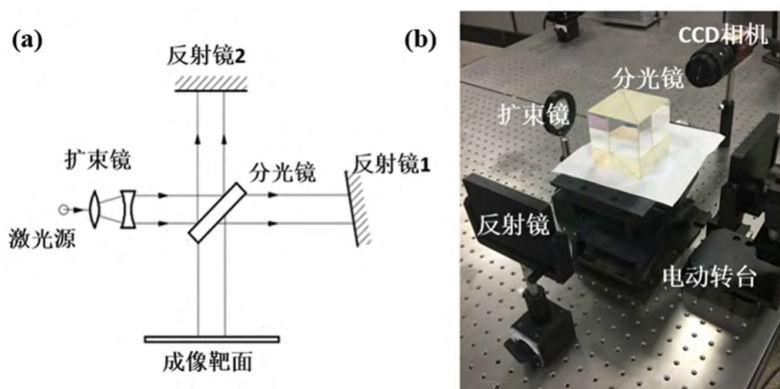 (a)
反射镜2
扩束镜
分光镜
反射镜1
激光源
成像靶面
(b)
CCD相机
分光镜
扩束镜
反射镜
电动转台